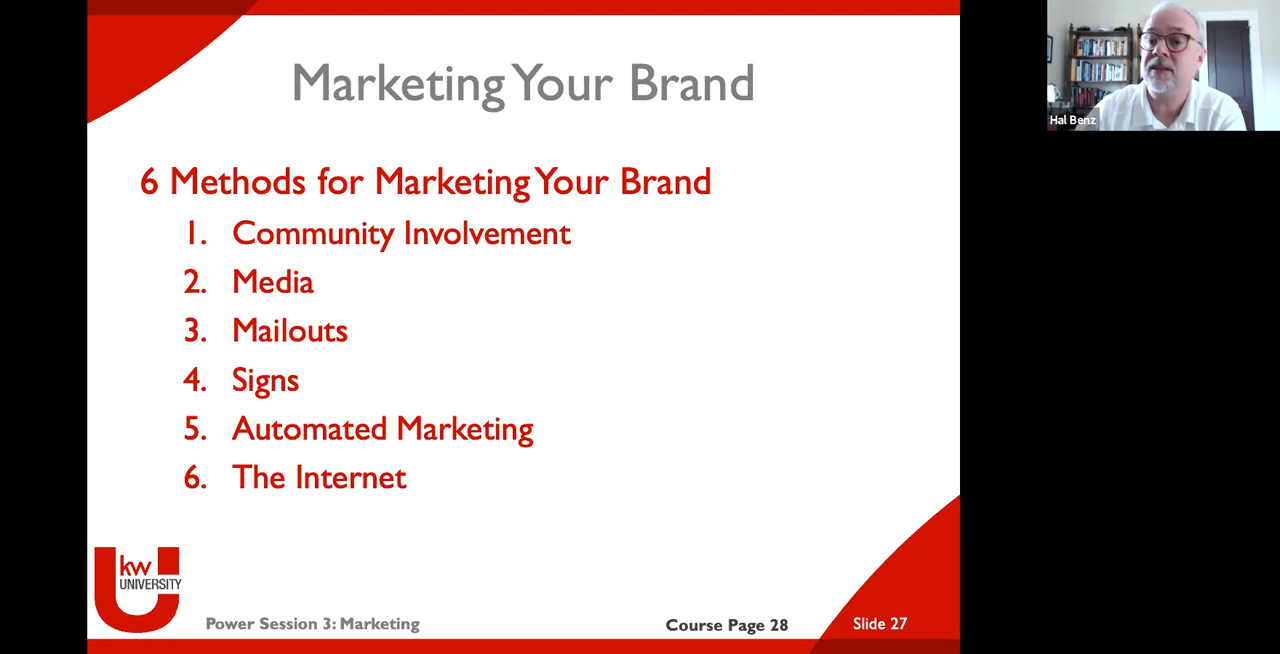 Marketing Your Brand
Hal Benz
6 Methods for Marketing Your Brand
1. Community Involvement
2. Media
3. Mailouts
4. Signs
5. Automated Marketing
6. The Internet
kw
UNIVERSITY
Power Session 3: Marketing
Course Page 28
Slide 27